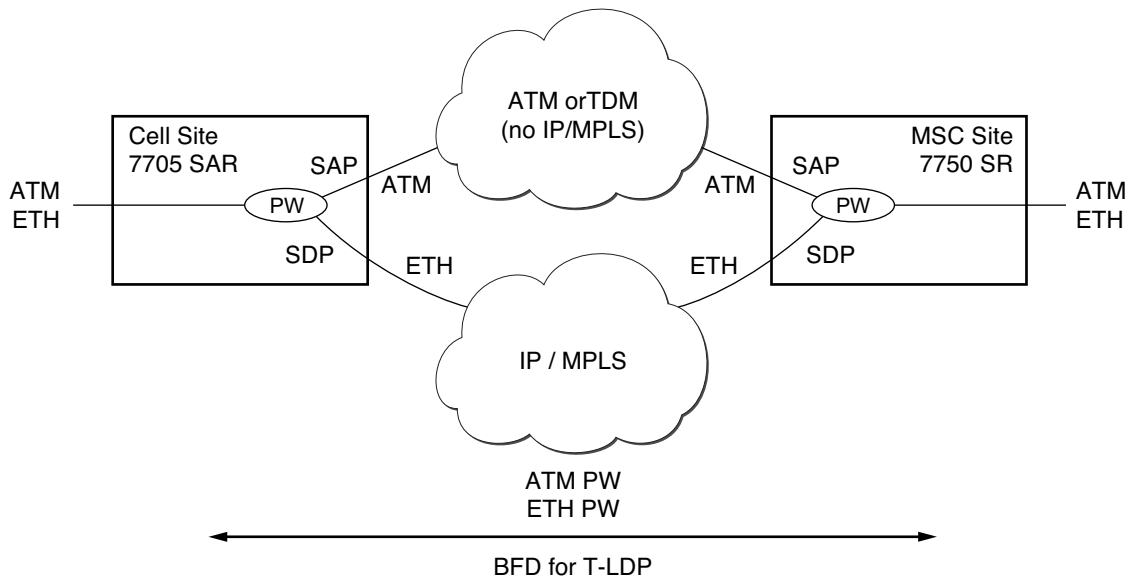 ATM orTDM
(no IP/MPLS)
Cell Site
7705 SAR
MSC Site
7750 SR
SAP
SAP
ATM
ETH
ATM
ATM
ATM
ETH
PW
PW
SDP
SDP
ETH
ETH
IP / MPLS
ATM PW
ETH PW
BFD for T-LDP